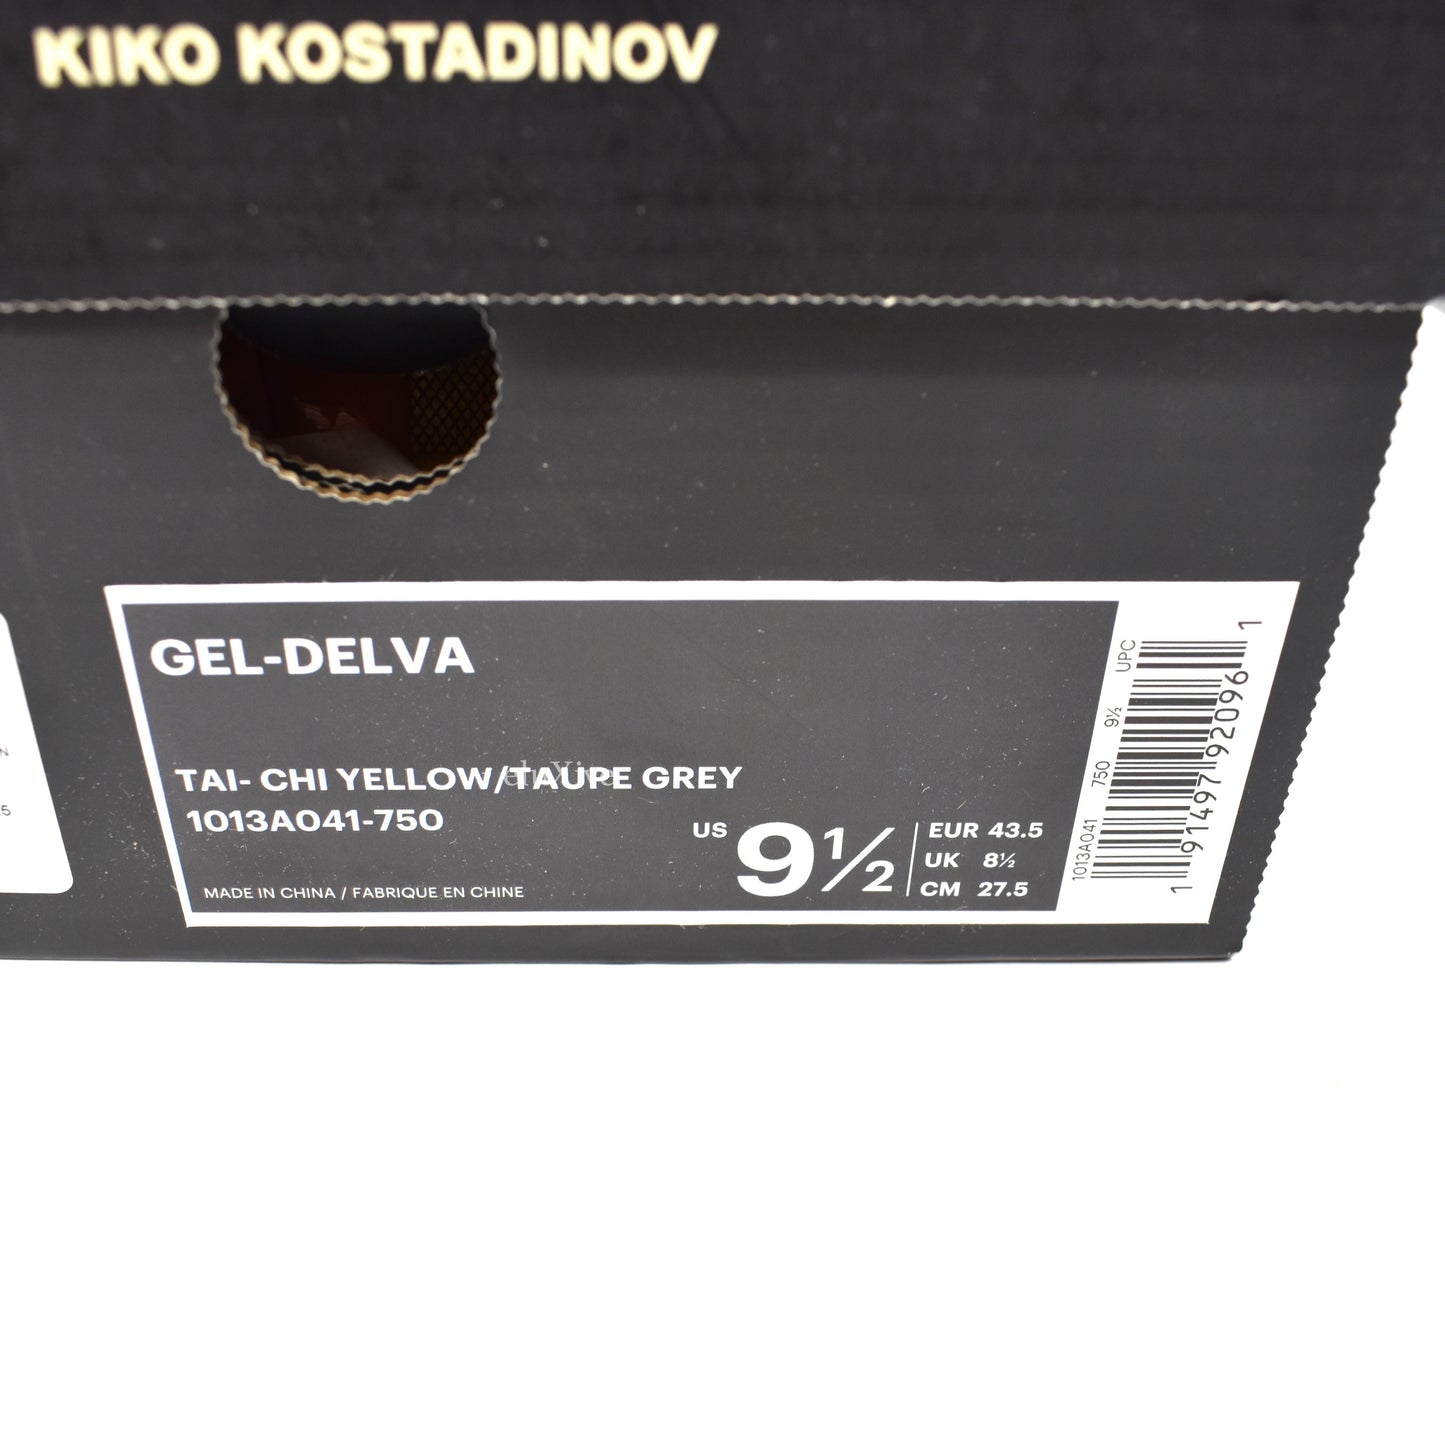 KIKO KOSTADINOV
GEL-DELVA
TAI- CHI YELLOW/TAUPE GREY
eluXive
1013A041-750
MADE IN CHINA / FABRIQUE EN CHINE
US 9½
EUR 43.5
UK 8½
CM 27.5
1013A041 750 9½ UPC
1 91497 92096 1
N
5